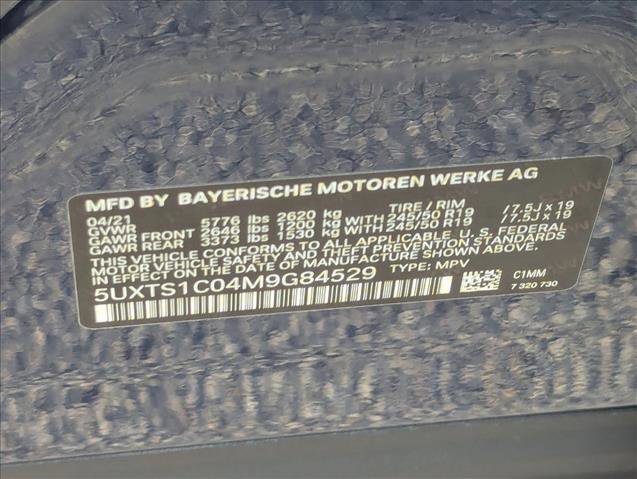 MFD BY BAYERISCHE MOTOREN WERKE AG
04/21 TIRE / RIM
GVWR 5776 lbs 2620 kg
GAWR FRONT 2646 lbs 1200 kg WITH 245/50 R19 / 7.5J x 19
GAWR REAR 3373 lbs 1530 kg WITH 245/50 R19 / 7.5J x 19
THIS VEHICLE CONFORMS TO ALL APPLICABLE U. S. FEDERAL
MOTOR VEHICLE SAFETY AND THEFT PREVENTION STANDARDS
IN EFFECT ON THE DATE OF MANUFACTURE SHOWN ABOVE.
5UXTS1C04M9G84529 TYPE: MPV
C1MM
7 320 730